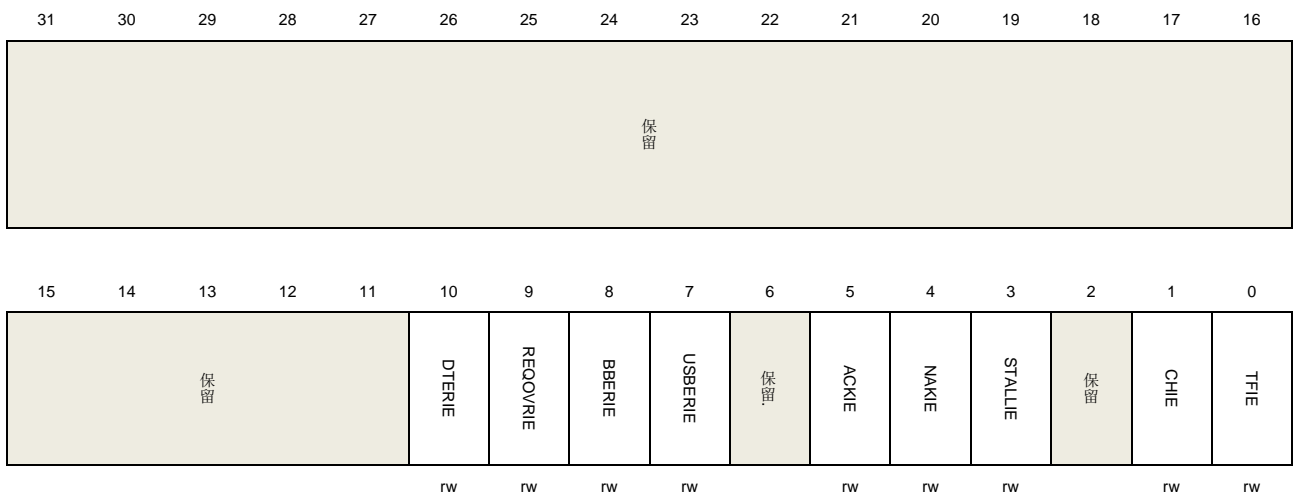 31 30 29 28 27 26 25 24 23 22 21 20 19 18 17 16
保留
15 14 13 12 11 10 9 8 7 6 5 4 3 2 1 0
保留 DTERIE REQOVRIE BBERIE USBERIE 保留. ACKIE NAKIE STALLIE 保留 CHIE TFIE
rw rw rw rw rw rw rw rw rw